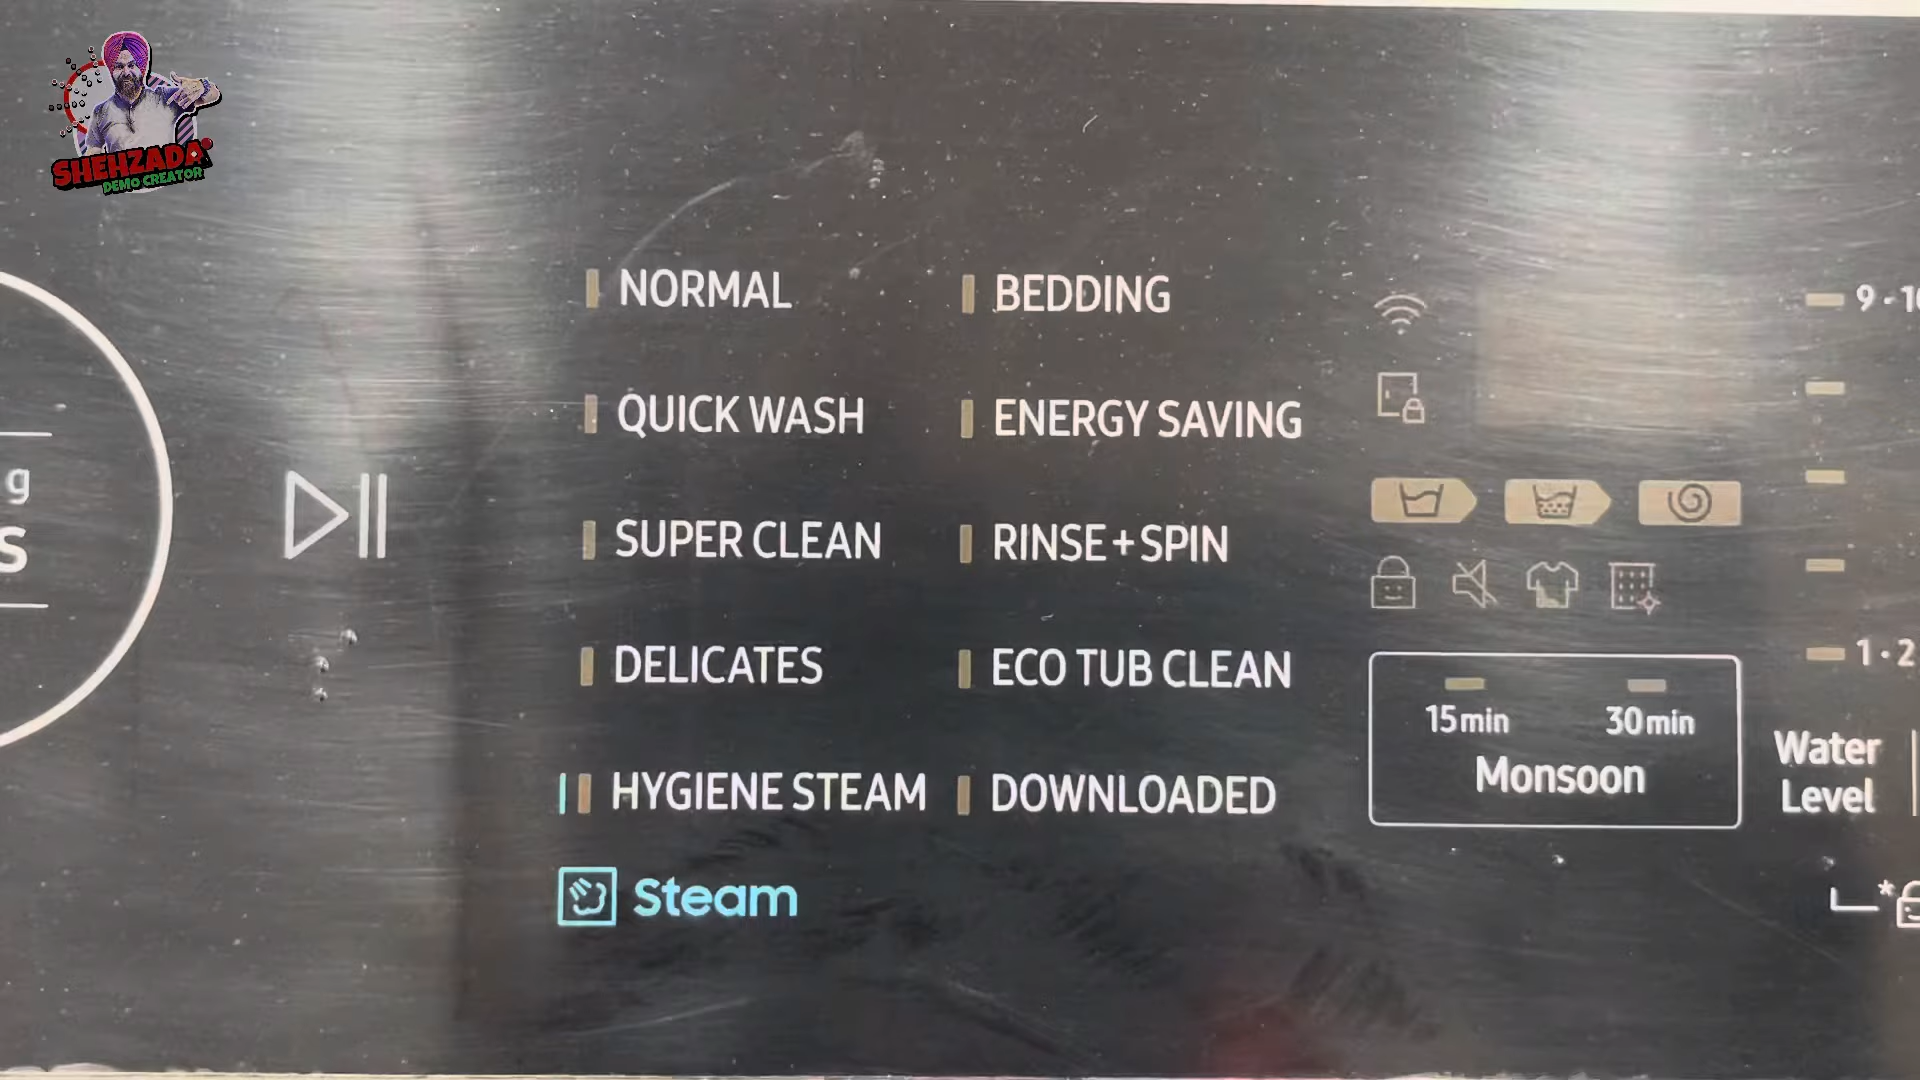 SHEHZADA
DEMO CREATOR
NORMAL
QUICK WASH
SUPER CLEAN
DELICATES
HYGIENE STEAM
Steam
BEDDING
ENERGY SAVING
RINSE+SPIN
ECO TUB CLEAN
DOWNLOADED
15min 30min
Monsoon
1·2
Water
Level
g
S